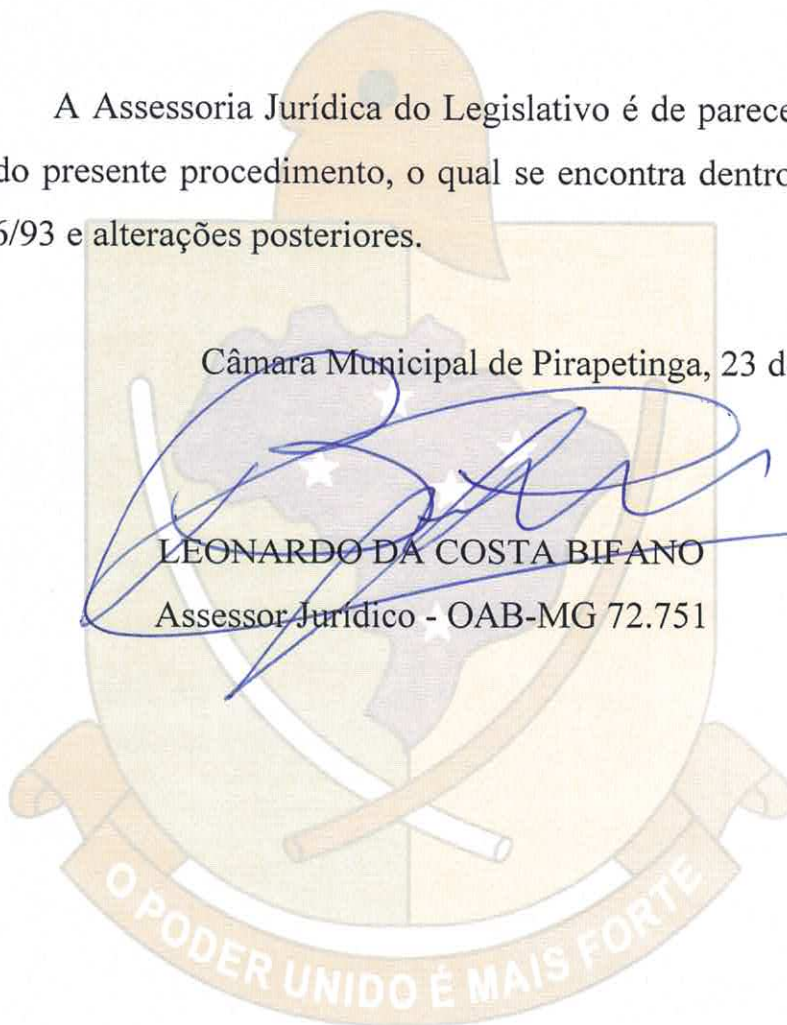 A Assessoria Jurídica do Legislativo é de parece
do presente procedimento, o qual se encontra dentro
6/93 e alterações posteriores.
Câmara Municipal de Pirapetinga, 23 d
LEONARDO DA COSTA BIFANO
Assessor Jurídico - OAB-MG 72.751
O PODER UNIDO É MAIS FORTE